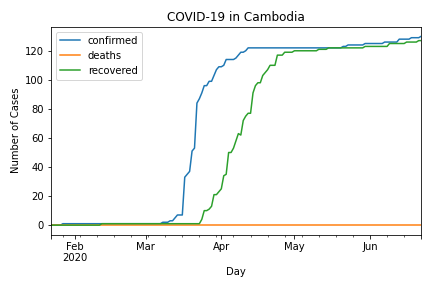 COVID-19 in Cambodia
confirmed
deaths
recovered
Number of Cases
120
100
80
60
40
20
0
Feb
2020
Mar
Apr
May
Jun
Day